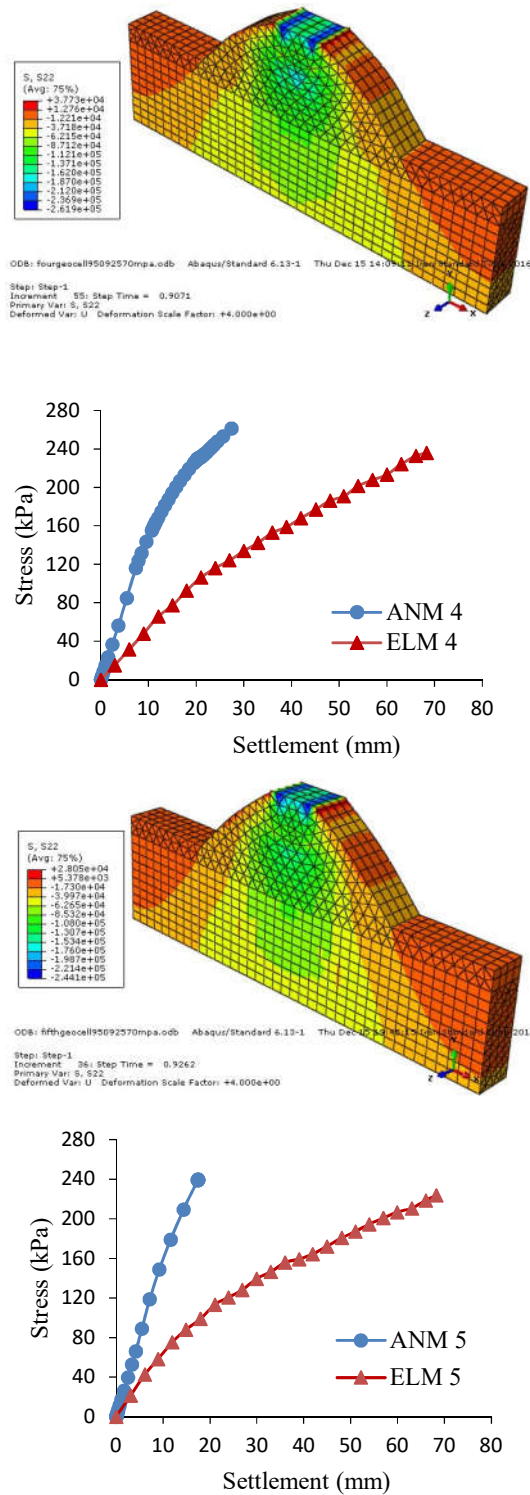 S, S22
(Avg: 75%)
+3.773e+04
+1.276e+04
-1.221e+04
-3.718e+04
-6.215e+04
-8.712e+04
-1.121e+05
-1.371e+05
-1.620e+05
-1.870e+05
-2.120e+05
-2.369e+05
-2.619e+05
ODB: fourgeocell95092570mpa.odb Abaqus/Standard 6.13-1 Thu Dec 15 2016
Step: Step-1
Increment 55: Step Time = 0.9071
Primary Var: S, S22
Deformed Var: U Deformation Scale Factor: +4.000e+00
Y
Z X
280
240
200
160
120
80
40
0
Stress (kPa)
ANM 4
ELM 4
0 10 20 30 40 50 60 70 80
Settlement (mm)
S, S22
(Avg: 75%)
+2.805e+04
+5.378e+03
-1.730e+04
-3.997e+04
-6.265e+04
-8.532e+04
-1.080e+05
-1.307e+05
-1.534e+05
-1.760e+05
-1.987e+05
-2.214e+05
-2.441e+05
ODB: fifthgeocell95092570mpa.odb Abaqus/Standard 6.13-1 Thu Dec 15
Step: Step-1
Increment 36: Step Time = 0.9262
Primary Var: S, S22
Deformed Var: U Deformation Scale Factor: +4.000e+00
Z X
280
240
200
160
120
80
40
0
Stress (kPa)
ANM 5
ELM 5
0 10 20 30 40 50 60 70 80
Settlement (mm)